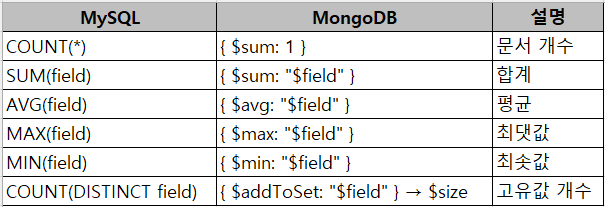 MySQL MongoDB 설명
COUNT(*) { $sum: 1 } 문서 개수
SUM(field) { $sum: "$field" } 합계
AVG(field) { $avg: "$field" } 평균
MAX(field) { $max: "$field" } 최댓값
MIN(field) { $min: "$field" } 최솟값
COUNT(DISTINCT field) { $addToSet: "$field" } → $size 고유값 개수